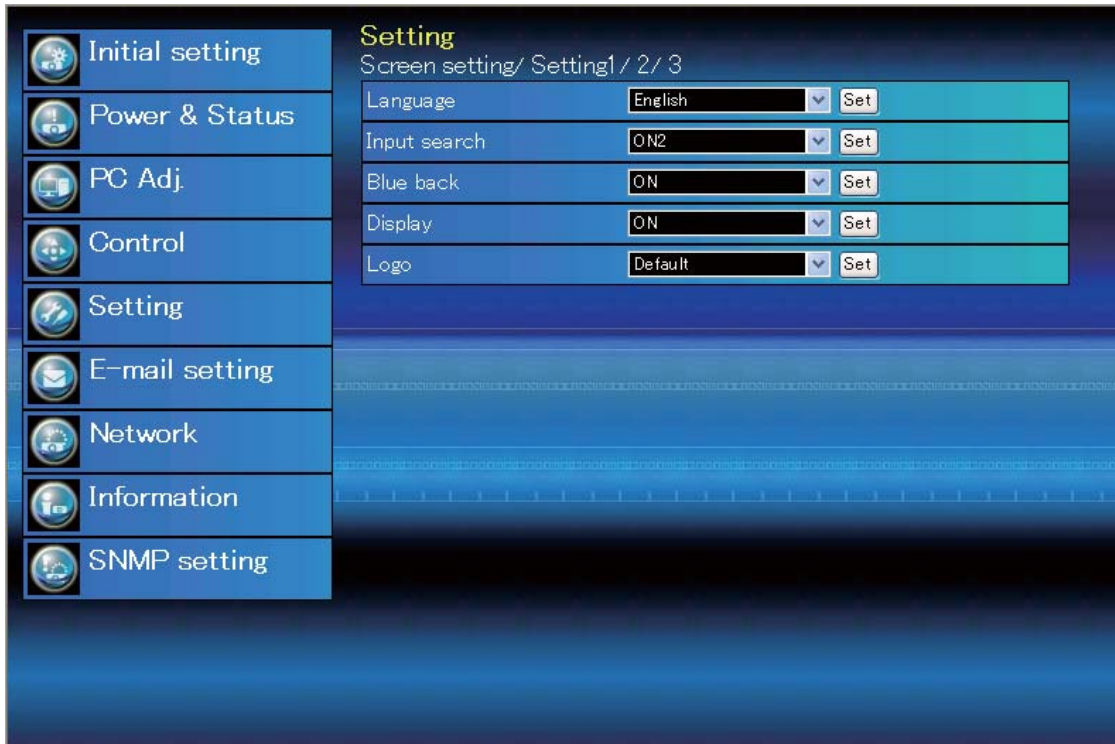 Initial setting
Power & Status
PC Adj.
Control
Setting
E-mail setting
Network
Information
SNMP setting
Setting
Screen setting/ Setting1/ 2/ 3
Language English Set
Input search ON2 Set
Blue back ON Set
Display ON Set
Logo Default Set